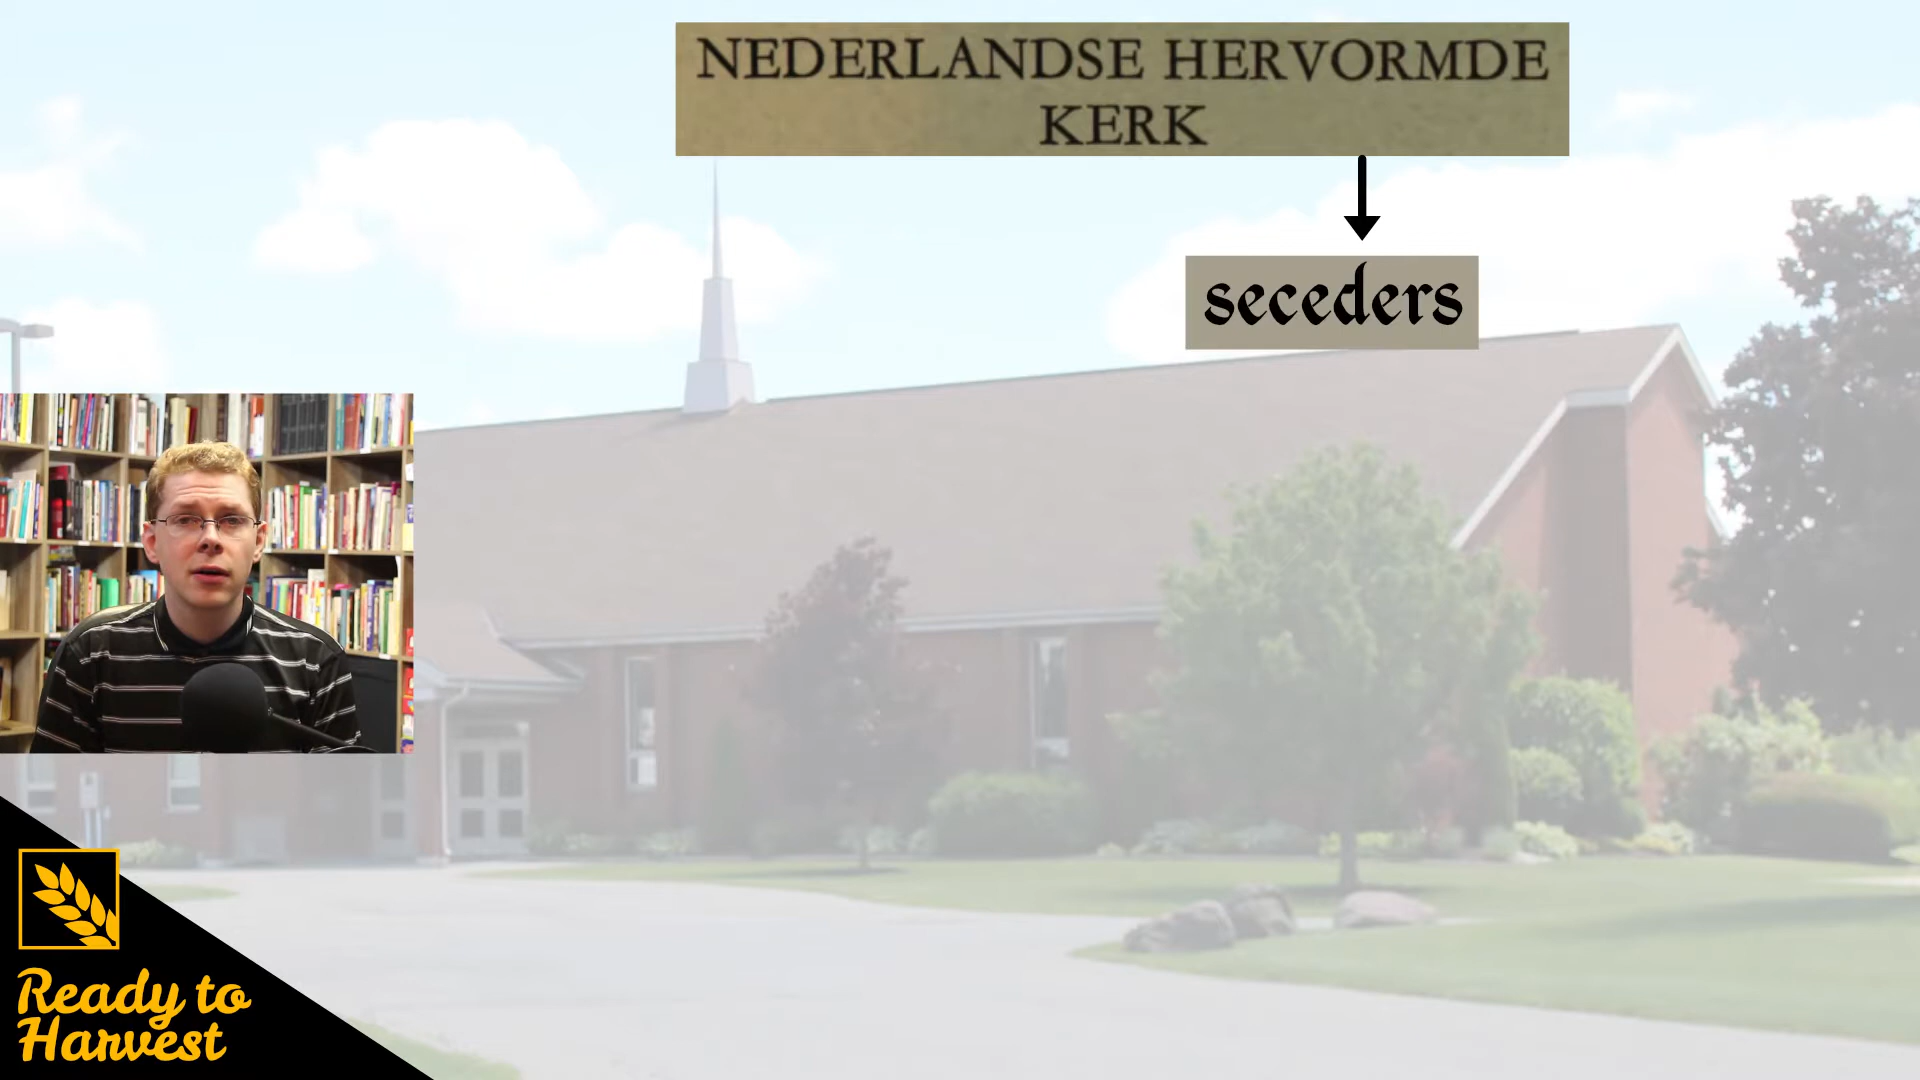 NEDERLANDSE HERVORMDE
KERK
seceders
Ready to
Harvest